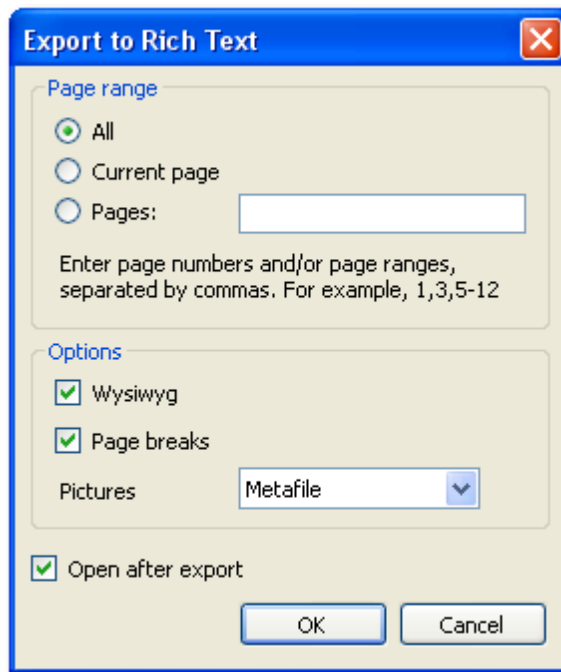 Export to Rich Text
Page range
All
Current page
Pages:
Enter page numbers and/or page ranges,
separated by commas. For example, 1,3,5-12
Options
Wysiwyg
Page breaks
Pictures Metafile
Open after export
OK Cancel